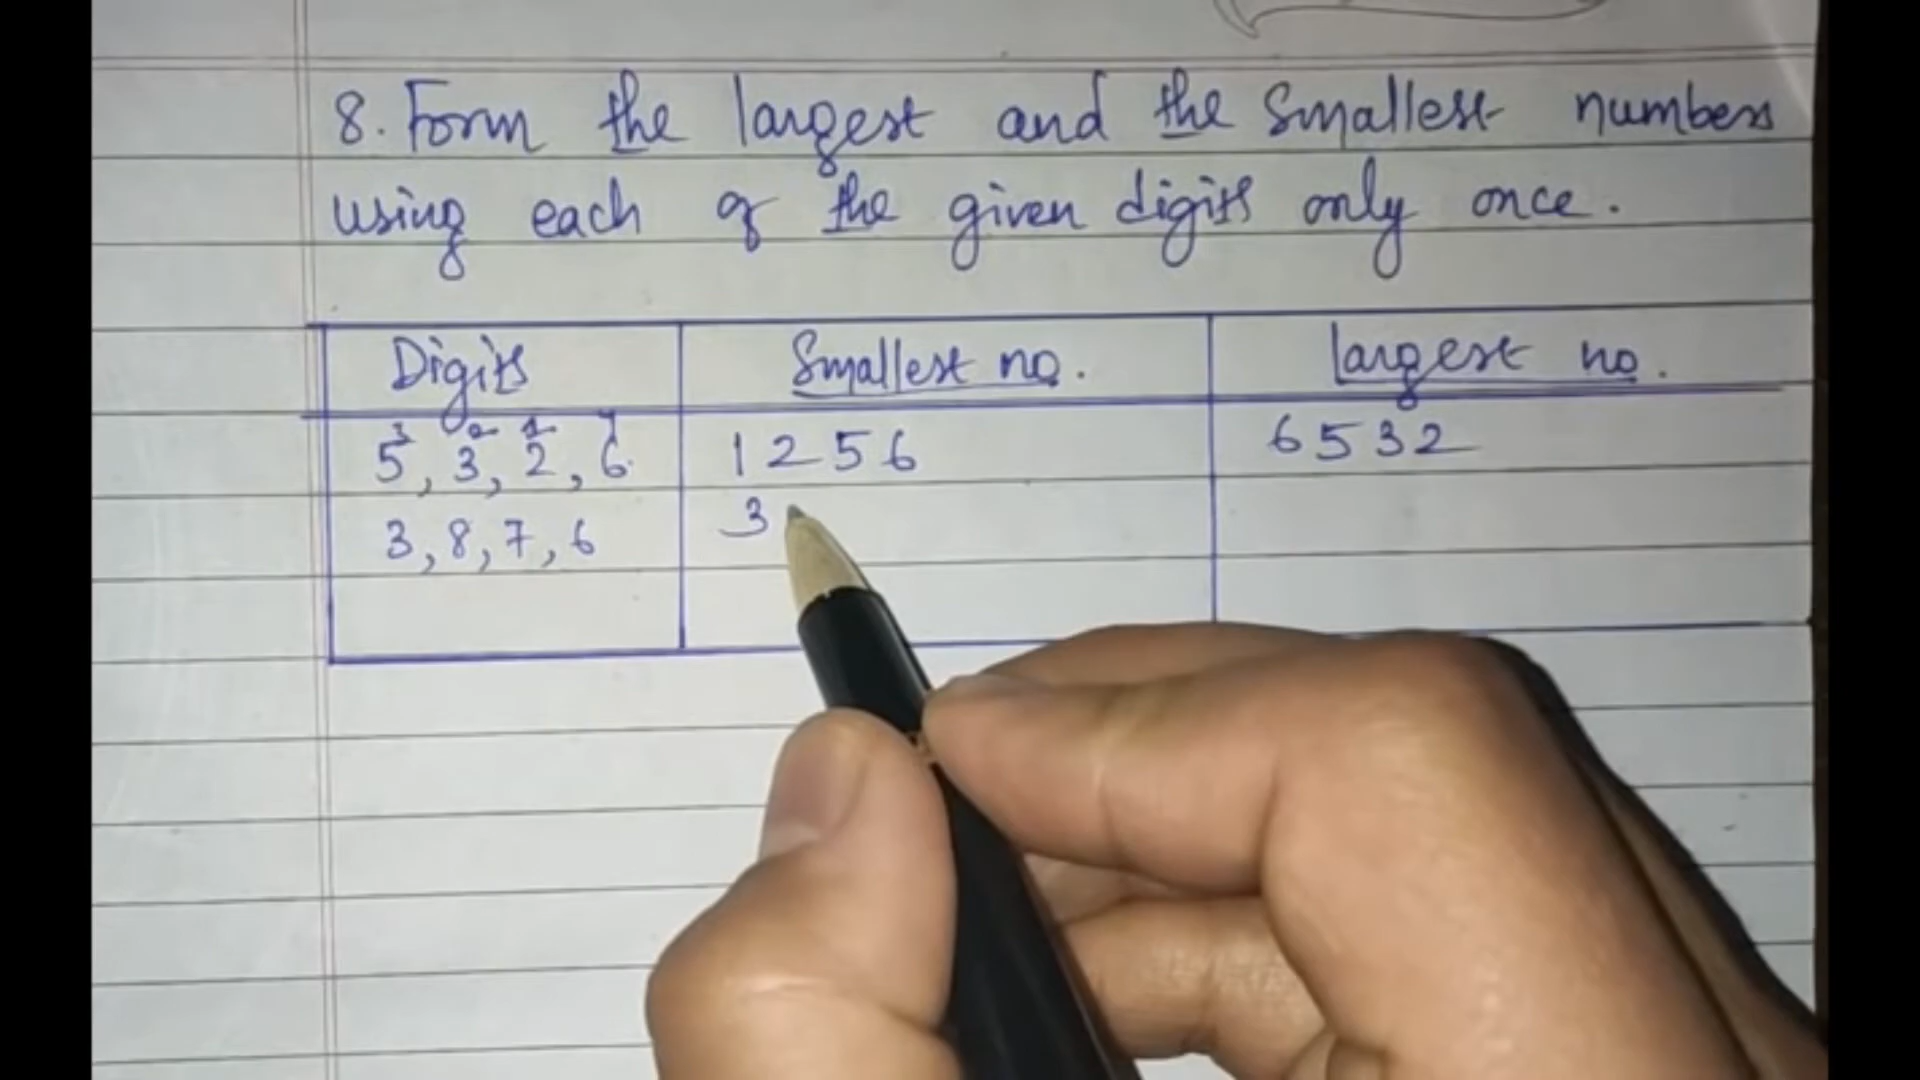 8. Form the largest and the smallest numbers
using each of the given digits only once.
Digits Smallest no. largest no.
5, 3, 2, 6 1256 6532
3, 8, 7, 6 3